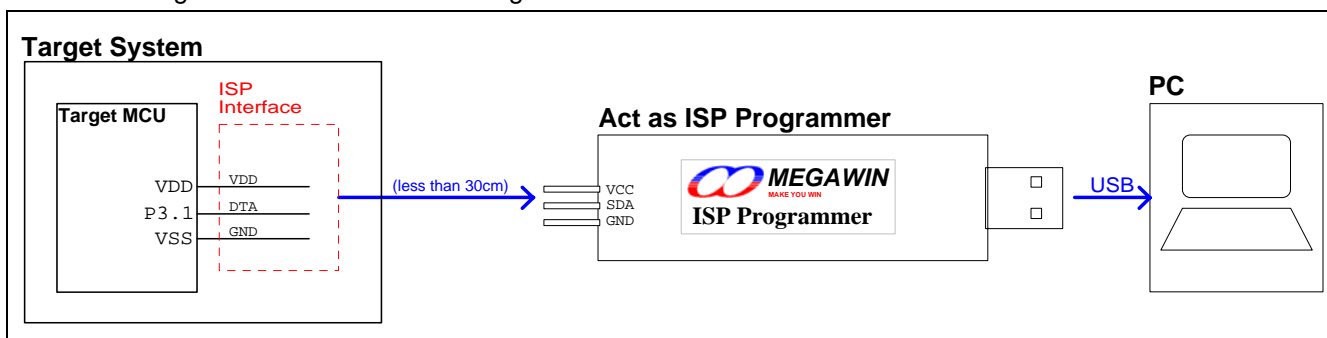 Target System
ISP
Interface
Target MCU
VDD
VDD
P3.1
DTA
VSS
GND
(less than 30cm)
Act as ISP Programmer
VCC
SDA
GND
MEGAWIN
MAKE YOU WIN
ISP Programmer
USB
PC